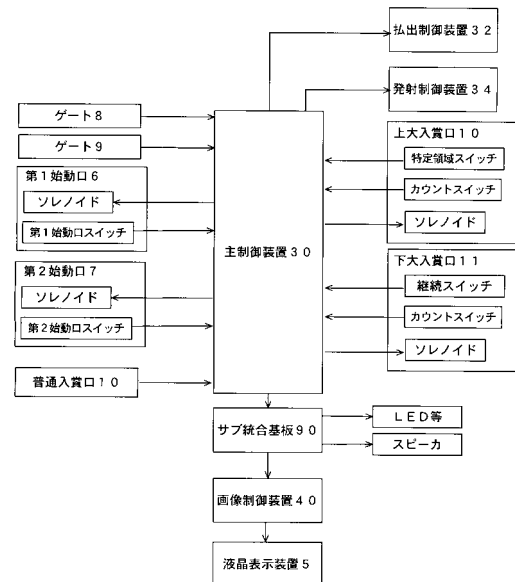 払出制御装置３２
発射制御装置３４
ゲート８
ゲート９
第１始動口６
ソレノイド
第１始動口スイッチ
第２始動口７
ソレノイド
第２始動口スイッチ
普通入賞口１０
主制御装置３０
上大入賞口１０
特定領域スイッチ
カウントスイッチ
ソレノイド
下大入賞口１１
継続スイッチ
カウントスイッチ
ソレノイド
サブ統合基板９０
ＬＥＤ等
スピーカ
画像制御装置４０
液晶表示装置５